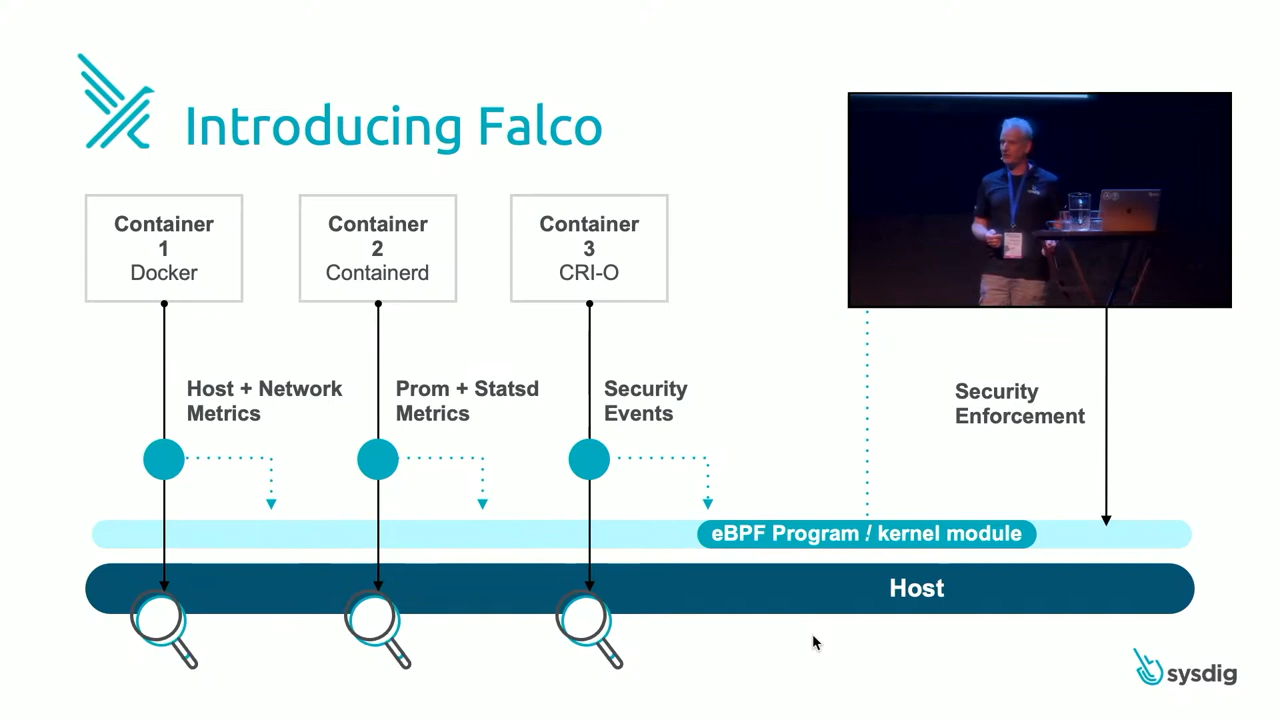 Introducing Falco
Container
1
Docker
Container
2
Containerd
Container
3
CRI-O
Host + Network
Metrics
Prom + Statsd
Metrics
Security
Events
Security
Enforcement
eBPF Program / kernel module
Host
sysdig